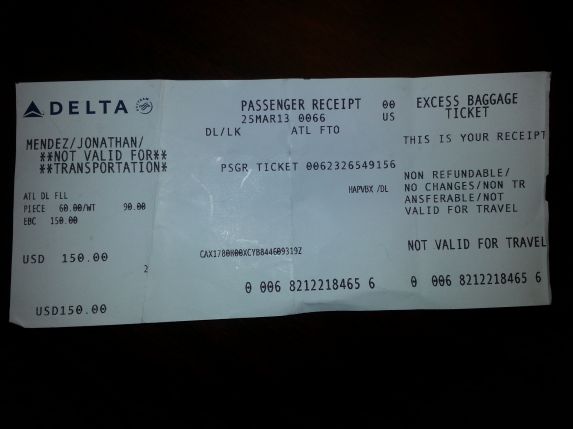 DELTA
PASSENGER RECEIPT 00
25MAR13 0066 US
DL/LK ATL FTO
EXCESS BAGGAGE
TICKET
MENDEZ/JONATHAN/
**NOT VALID FOR**
**TRANSPORTATION*
THIS IS YOUR RECEIPT
PSGR TICKET 0062326549156
HAPVBX /DL
NON REFUNDABLE/
NO CHANGES/NON TR
ANSFERABLE/NOT
VALID FOR TRAVEL
ATL DL FLL
PIECE 60.00/WT 90.00
EBC 150.00
NOT VALID FOR TRAVEL
USD 150.00
2
0 006 8212218465 6
0 006 8212218465 6
USD150.00